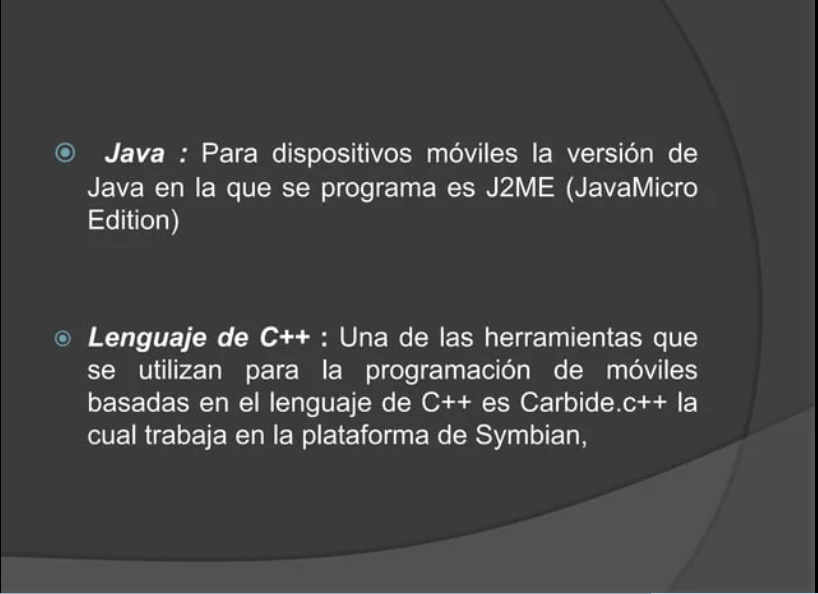 Java : Para dispositivos móviles la versión de
Java en la que se programa es J2ME (JavaMicro
Edition)
Lenguaje de C++ : Una de las herramientas que
se utilizan para la programación de móviles
basadas en el lenguaje de C++ es Carbide.c++ la
cual trabaja en la plataforma de Symbian,